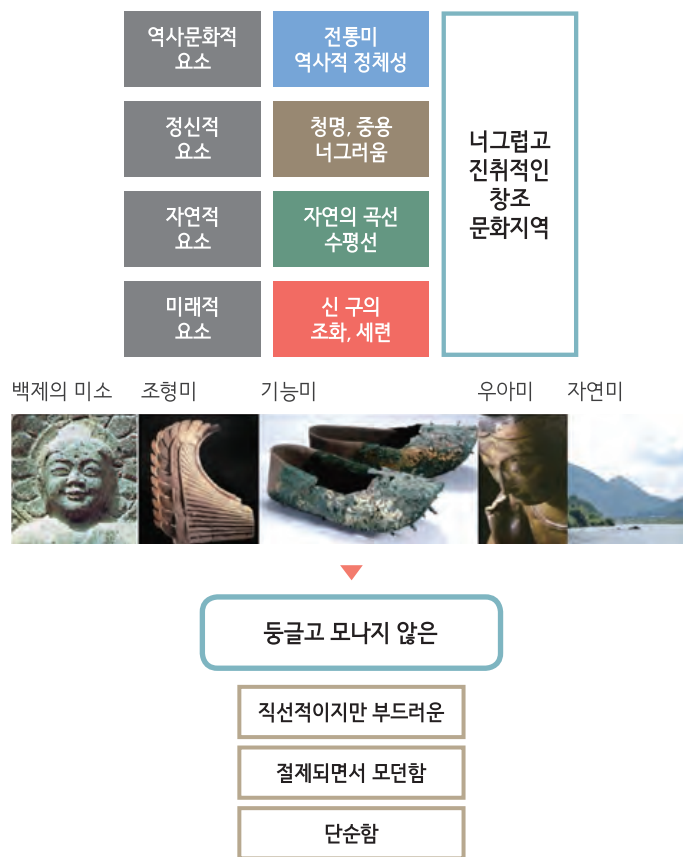 역사문화적
요소
전통미
역사적 정체성
정신적
요소
청명, 중용
너그러움
자연적
요소
자연의 곡선
수평선
미래적
요소
신 구의
조화, 세련
너그럽고
진취적인
창조
문화지역
백제의 미소 조형미 기능미 우아미 자연미
둥글고 모나지 않은
직선적이지만 부드러운
절제되면서 모던함
단순함